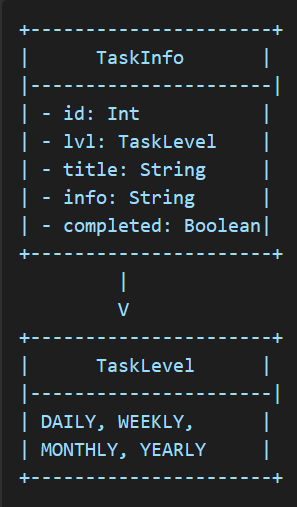 +----------------------+
|      TaskInfo       |
|----------------------|
| - id: Int           |
| - lvl: TaskLevel    |
| - title: String     |
| - info: String      |
| - completed: Boolean|
+----------------------+
         |
         V
+----------------------+
|      TaskLevel      |
|----------------------|
| DAILY, WEEKLY,      |
| MONTHLY, YEARLY     |
+----------------------+